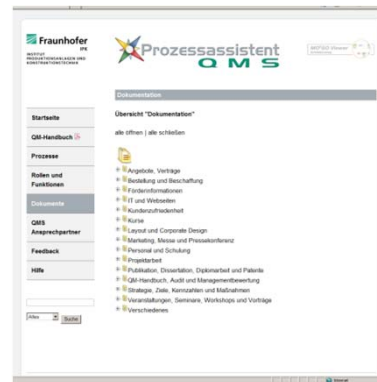 Fraunhofer
IPK
INSTITUT
PRODUKTIONSANLAGEN UND
KONSTRUKTIONSTECHNIK
Prozessassistent
QMS
MO²GO Viewer
Dokumentation
Startseite
QM-Handbuch
Prozesse
Rollen und
Funktionen
Dokumente
QMS
Ansprechpartner
Feedback
Hilfe
Alles
Suche
Übersicht "Dokumentation"
alle öffnen | alle schließen
Angebote, Verträge
Bestellung und Beschaffung
Förderinformationen
IT und Webseiten
Kundenzufriedenheit
Kurse
Layout und Corporate Design
Marketing, Messe und Pressekonferenz
Personal und Schulung
Projektarbeit
Publikation, Dissertation, Diplomarbeit und Patente
QM-Handbuch, Audit und Managementbewertung
Strategie, Ziele, Kennzahlen und Maßnahmen
Veranstaltungen, Seminare, Workshops und Vorträge
Verschiedenes
Internet